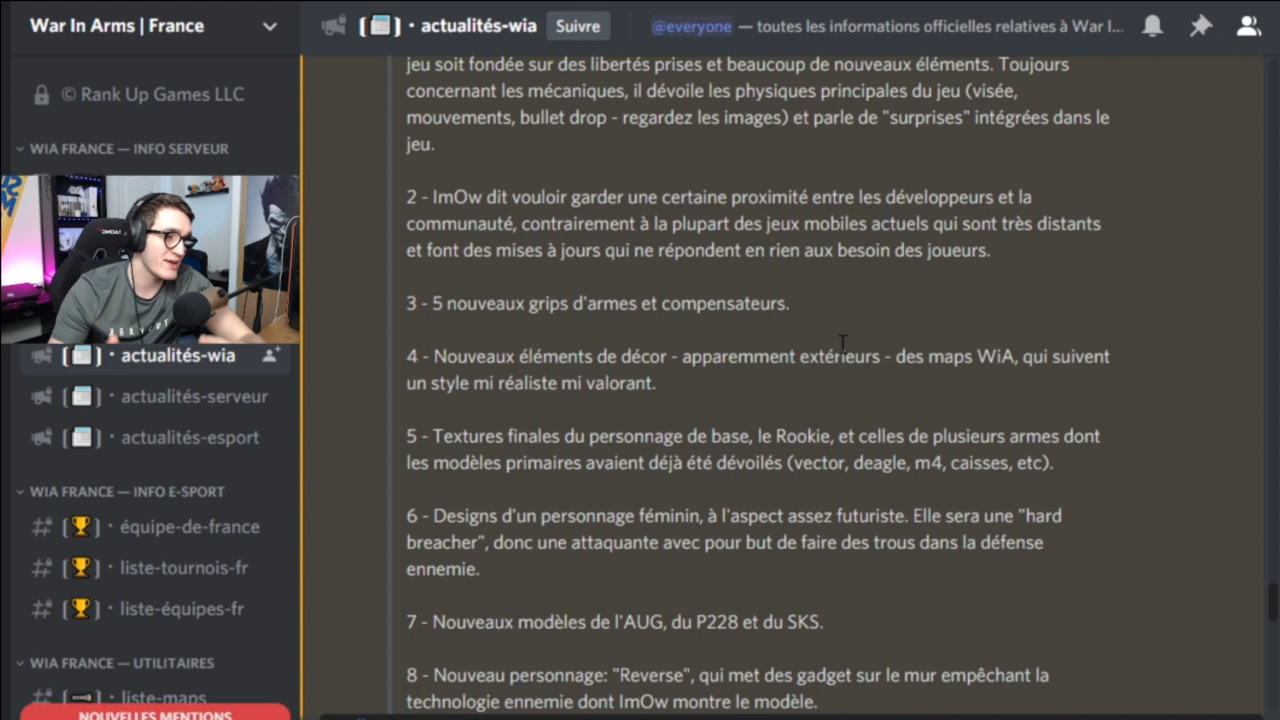 War In Arms | France
actualités-wia
Suivre
@everyone — toutes les informations officielles relatives à War I...
© Rank Up Games LLC
WIA FRANCE — INFO SERVEUR
actualités-wia
actualités-serveur
actualités-esport
WIA FRANCE — INFO E-SPORT
équipe-de-france
liste-tournois-fr
liste-équipes-fr
WIA FRANCE — UTILITAIRES
liste-maps
NOUVELLES MENTIONS
jeu soit fondée sur des libertés prises et beaucoup de nouveaux éléments. Toujours
concernant les mécaniques, il dévoile les physiques principales du jeu (visée,
mouvements, bullet drop - regardez les images) et parle de "surprises" intégrées dans le
jeu.
2 - ImOw dit vouloir garder une certaine proximité entre les développeurs et la
communauté, contrairement à la plupart des jeux mobiles actuels qui sont très distants
et font des mises à jours qui ne répondent en rien aux besoin des joueurs.
3 - 5 nouveaux grips d'armes et compensateurs.
4 - Nouveaux éléments de décor - apparemment extérieurs - des maps WiA, qui suivent
un style mi réaliste mi valorant.
5 - Textures finales du personnage de base, le Rookie, et celles de plusieurs armes dont
les modèles primaires avaient déjà été dévoilés (vector, deagle, m4, caisses, etc).
6 - Designs d'un personnage féminin, à l'aspect assez futuriste. Elle sera une "hard
breacher", donc une attaquante avec pour but de faire des trous dans la défense
ennemie.
7 - Nouveaux modèles de l'AUG, du P228 et du SKS.
8 - Nouveau personnage: "Reverse", qui met des gadget sur le mur empêchant la
technologie ennemie dont ImOw montre le modèle.